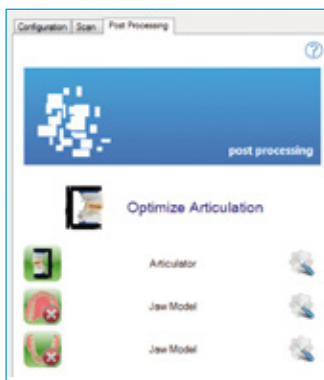 Configuration Scan Post Processing
?
post processing
Optimize Articulation
Articulator
Jaw Model
Jaw Model